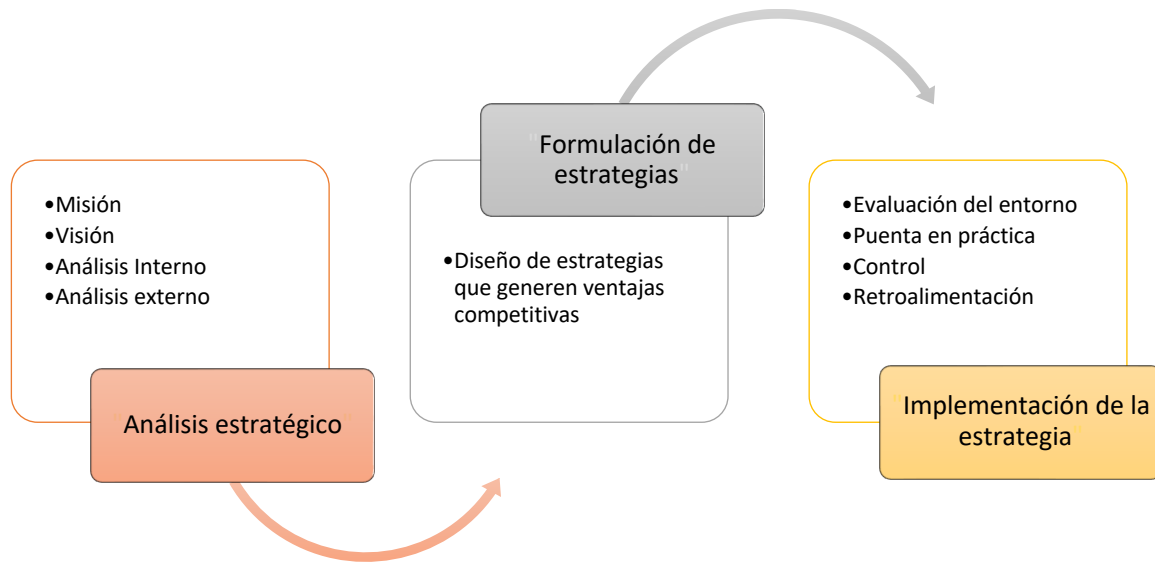 •Misión
•Visión
•Análisis Interno
•Análisis externo
"Análisis estratégico"
"Formulación de
estrategias"
•Diseño de estrategias
que generen ventajas
competitivas
•Evaluación del entorno
•Puenta en práctica
•Control
•Retroalimentación
"Implementación de la
estrategia"